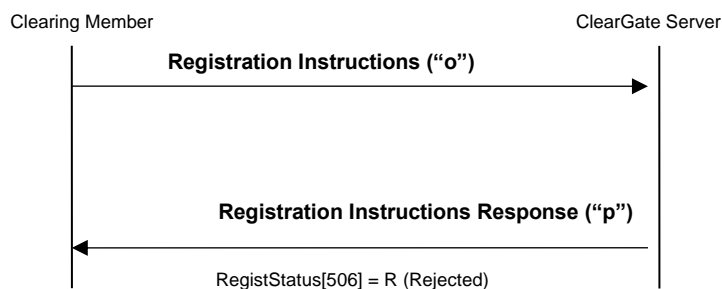 Clearing Member
ClearGate Server
Registration Instructions (“o”)
Registration Instructions Response (“p”)
RegistStatus[506] = R (Rejected)